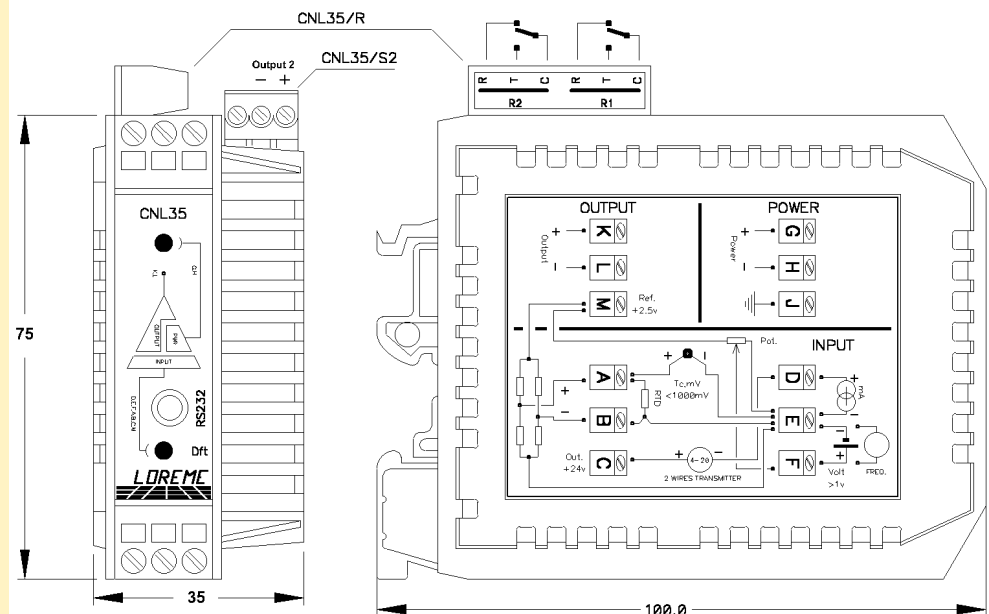 CNL35/R
CNL35/S2
Output 2
− +
R T C
R2
R T C
R1
CNL35
K.L
G.H
OUTPUT
PWR
INPUT
RS232
Dft
LOREME
75
35
100.0
OUTPUT
POWER
+
Output
−
K
L
M
Ref.
+2.5v
+
Power
−
G
H
J
INPUT
Pot.
A
B
C
+ −
Tc,mV
<1000mV
RTD
+
−
Out.
+24v
+ 4-20 −
2 WIRES TRANSMITTER
D
E
F
+
mA
−
−
+
Volt
>1v
FREQ.